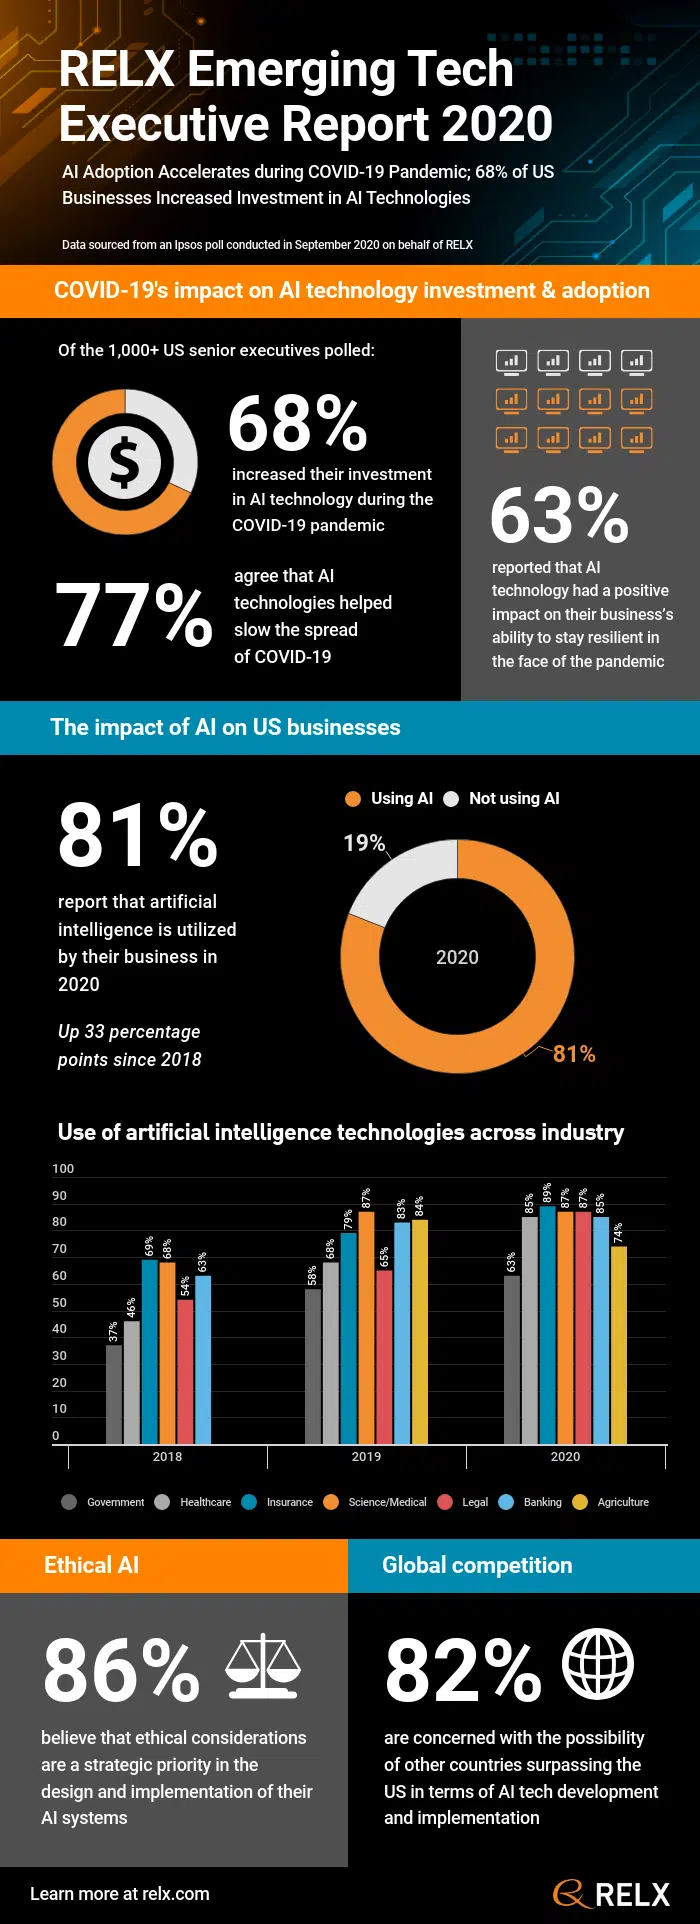 RELX Emerging Tech
Executive Report 2020
AI Adoption Accelerates during COVID-19 Pandemic; 68% of US
Businesses Increased Investment in AI Technologies
Data sourced from an Ipsos poll conducted in September 2020 on behalf of RELX
COVID-19's impact on AI technology investment & adoption
Of the 1,000+ US senior executives polled:
$
68%
increased their investment
in AI technology during the
COVID-19 pandemic
77%
agree that AI
technologies helped
slow the spread
of COVID-19
63%
reported that AI
technology had a positive
impact on their business's
ability to stay resilient in
the face of the pandemic
The impact of AI on US businesses
81%
report that artificial
intelligence is utilized
by their business in
2020
Up 33 percentage
points since 2018
Using AI Not using AI
19%
2020
81%
Use of artificial intelligence technologies across industry
100
90
80
70
60
50
40
30
20
10
0
37% 46% 69% 68% 54% 63%
58% 68% 79% 87% 65% 83% 84%
63% 85% 89% 87% 87% 85% 74%
2018 2019 2020
Government Healthcare Insurance Science/Medical Legal Banking Agriculture
Ethical AI
86%
believe that ethical considerations
are a strategic priority in the
design and implementation of their
AI systems
Global competition
82%
are concerned with the possibility
of other countries surpassing the
US in terms of AI tech development
and implementation
Learn more at relx.com
RELX